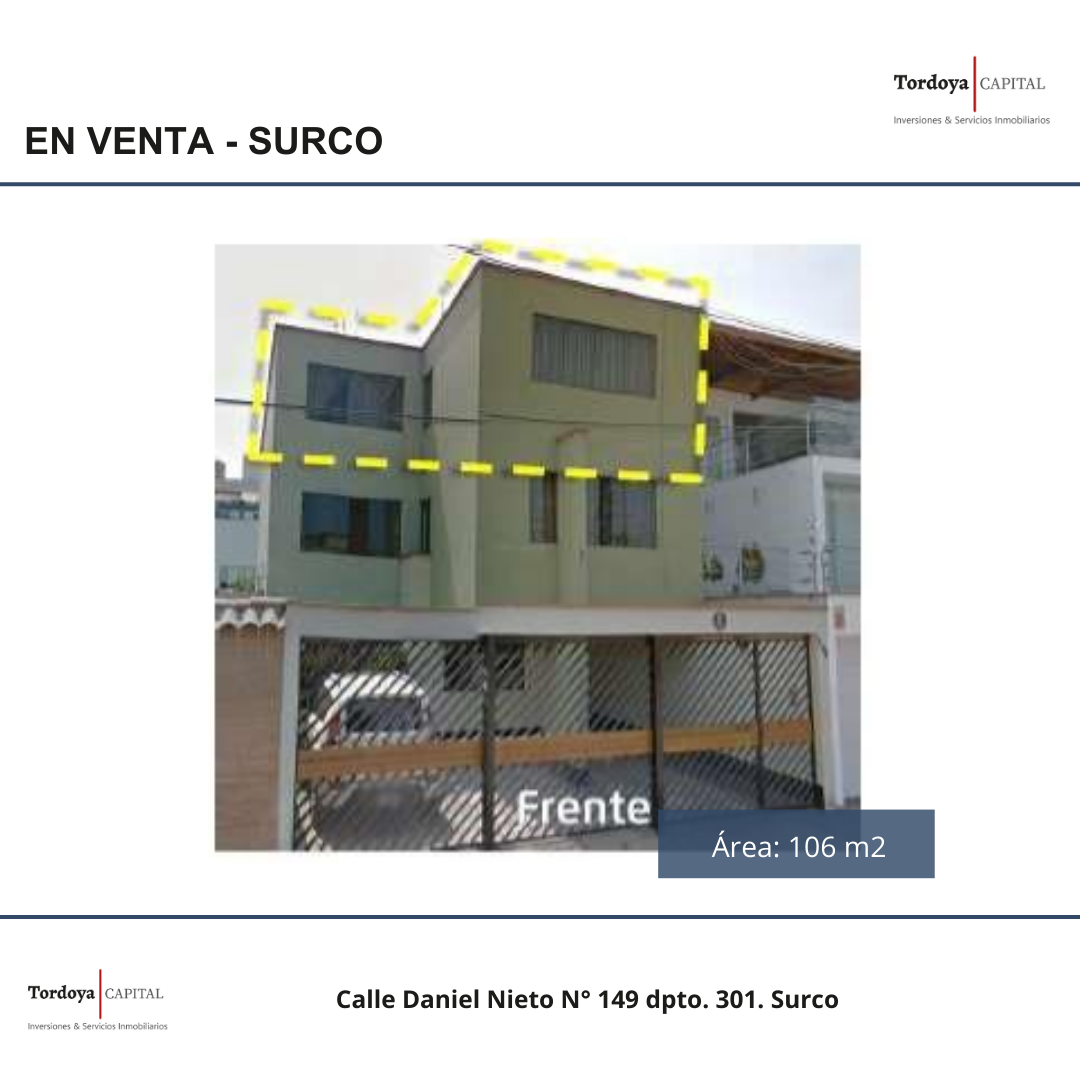 Tordoya CAPITAL
Inversiones & Servicios Inmobiliarios
EN VENTA - SURCO
Frente
Área: 106 m2
Tordoya CAPITAL
Inversiones & Servicios Inmobiliarios
Calle Daniel Nieto N° 149 dpto. 301. Surco